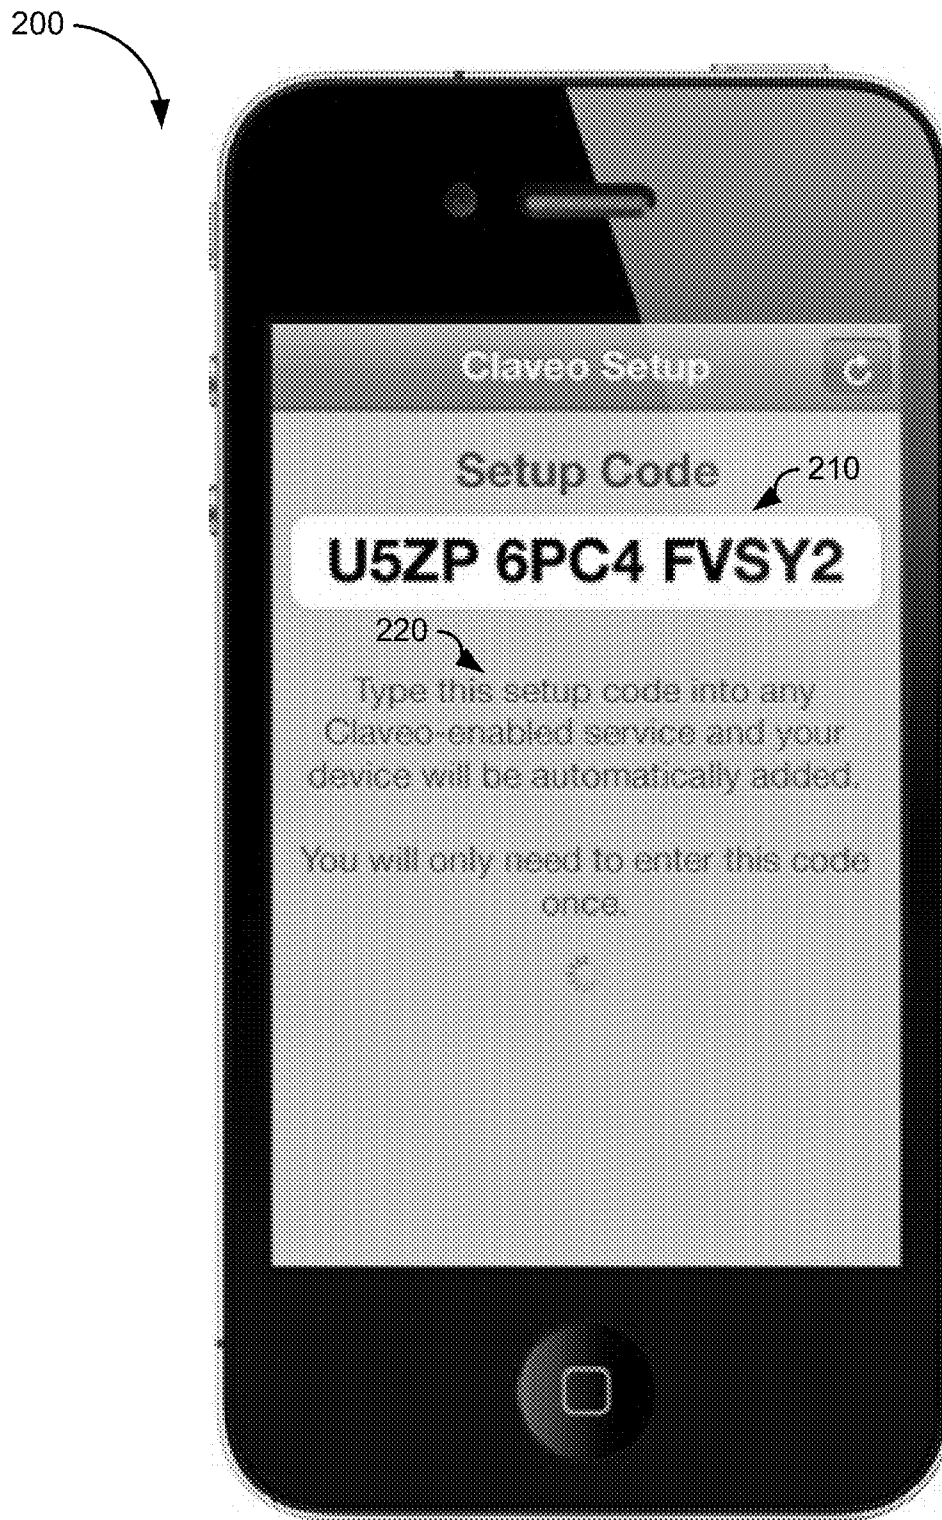 200
Claveo Setup
Setup Code
210
U5ZP 6PC4 FVSY2
220
Type this setup code into any
Claveo-enabled service and your
device will be automatically added.
You will only need to enter this code
once.